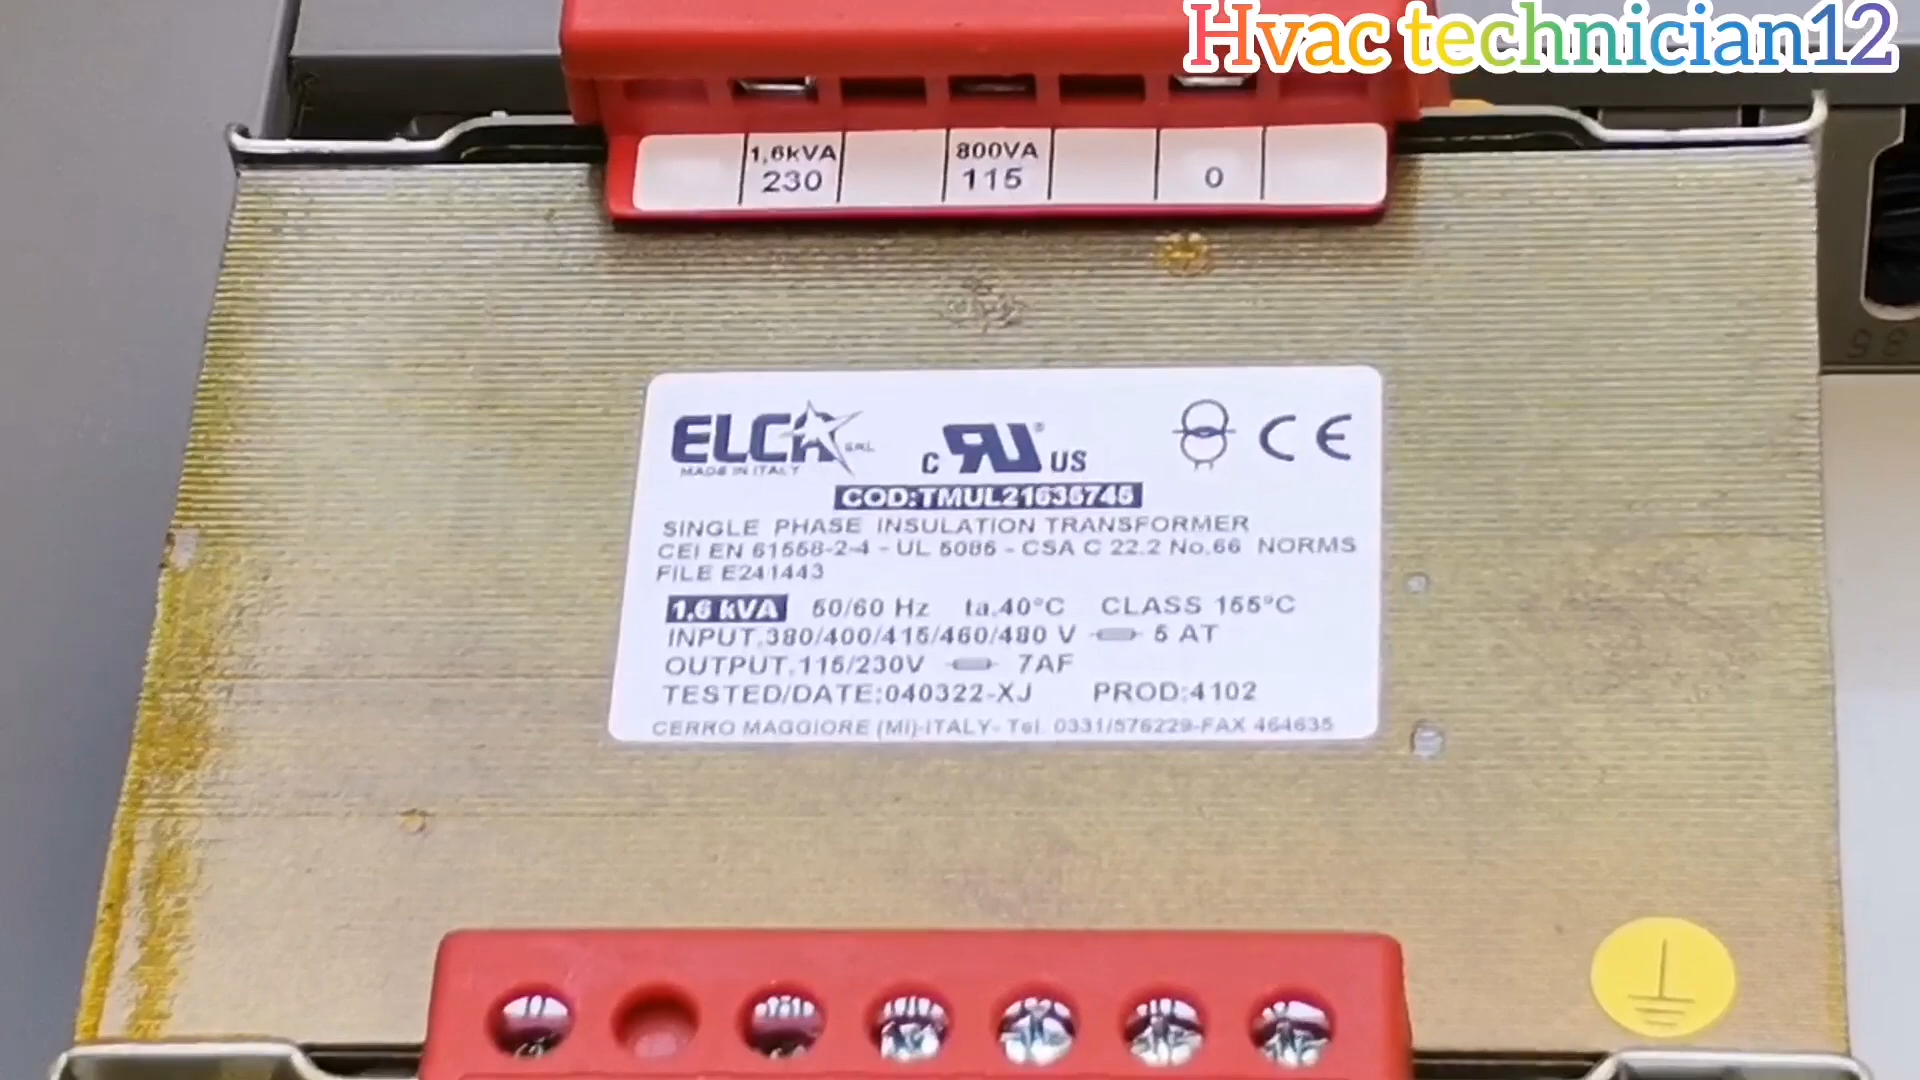 Hvac technician12
1,6kVA 800VA
230 115 0
ELCA SRL
MADE IN ITALY
C RU ® US
CE
COD:TMUL21635745
SINGLE PHASE INSULATION TRANSFORMER
CEI EN 61558-2-4 - UL 5085 - CSA C 22.2 No.66 NORMS
FILE E241443
1,6 kVA 50/60 Hz ta.40°C CLASS 155°C
INPUT.380/400/415/460/480 V 5 AT
OUTPUT.115/230V 7AF
TESTED/DATE:040322-XJ PROD:4102
CERRO MAGGIORE (MI)-ITALY- Tel. 0331/576229-FAX 464635